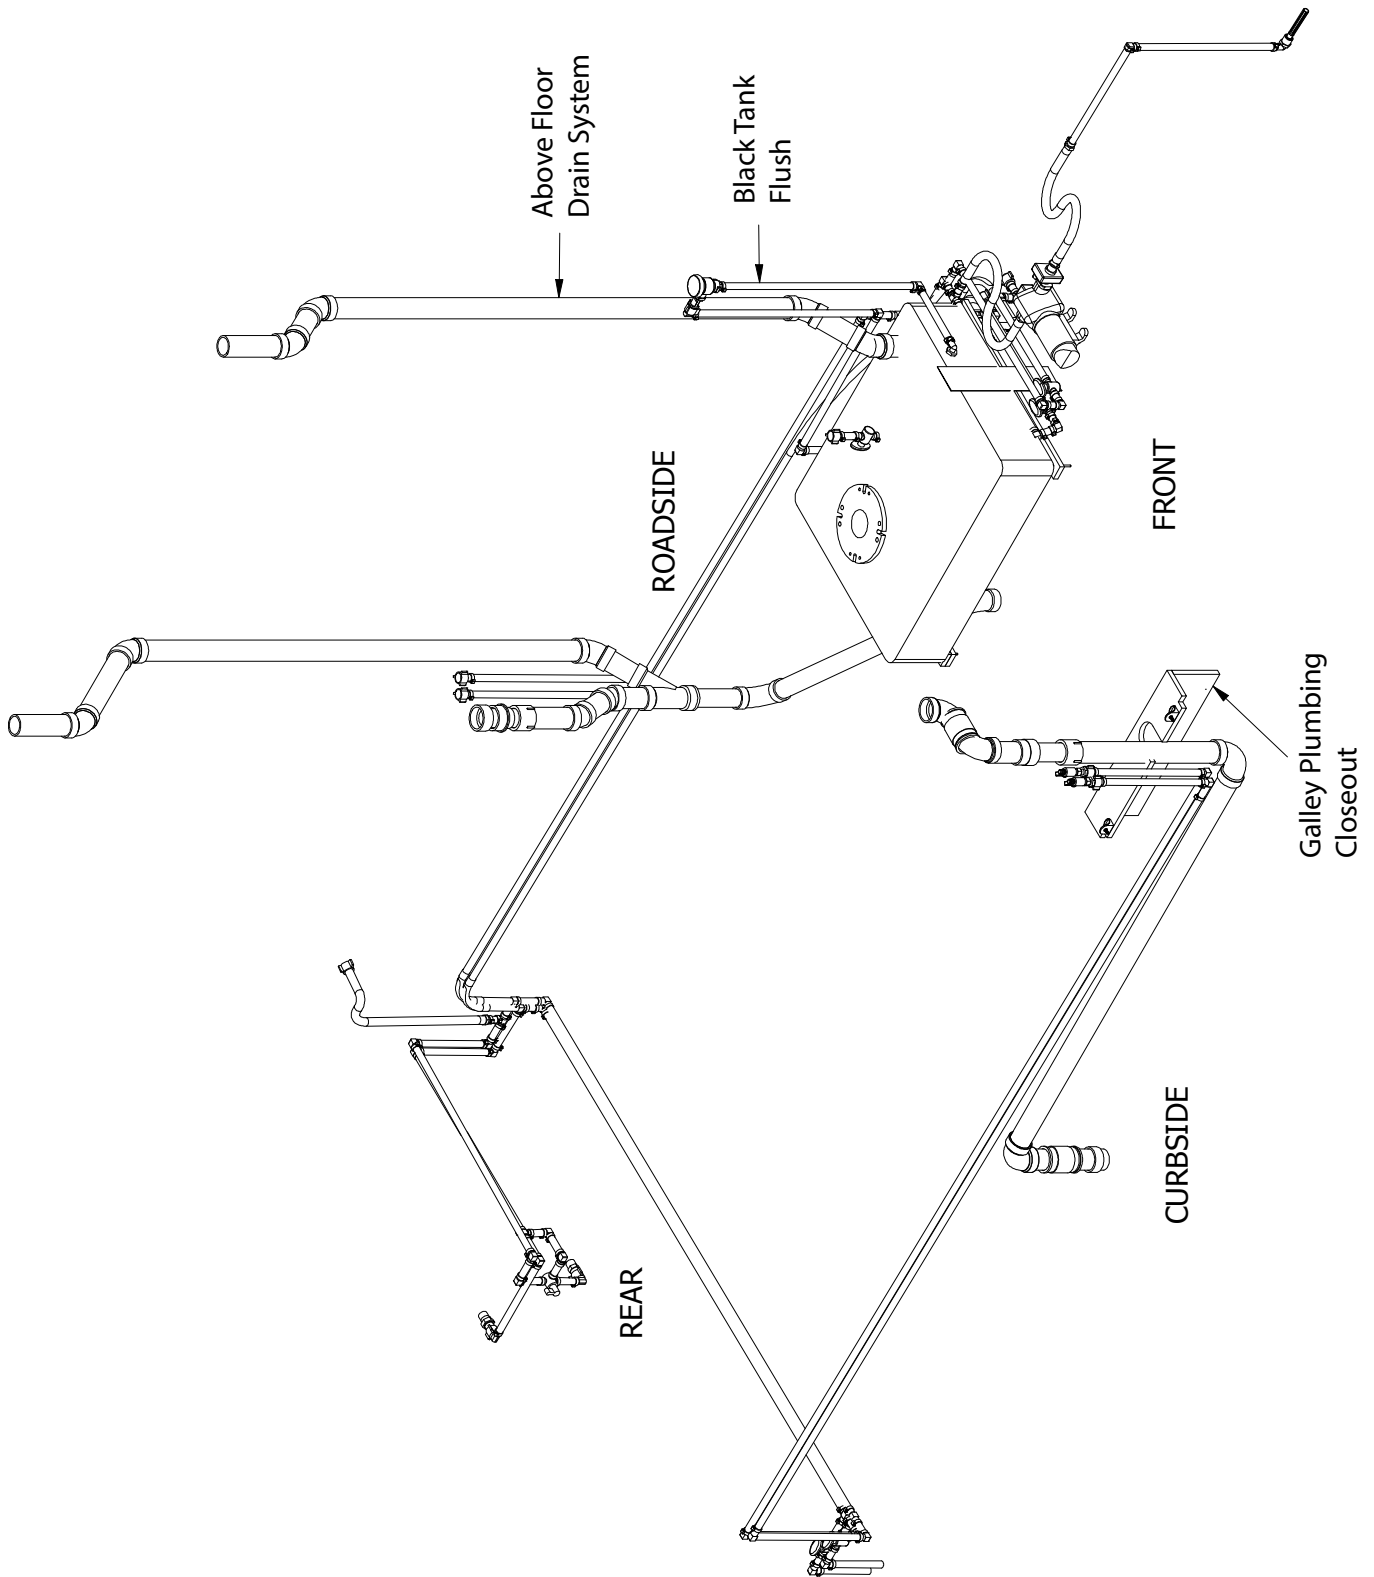 Above Floor
Drain System
Black Tank
Flush
ROADSIDE
FRONT
Galley Plumbing
Closeout
CURBSIDE
REAR